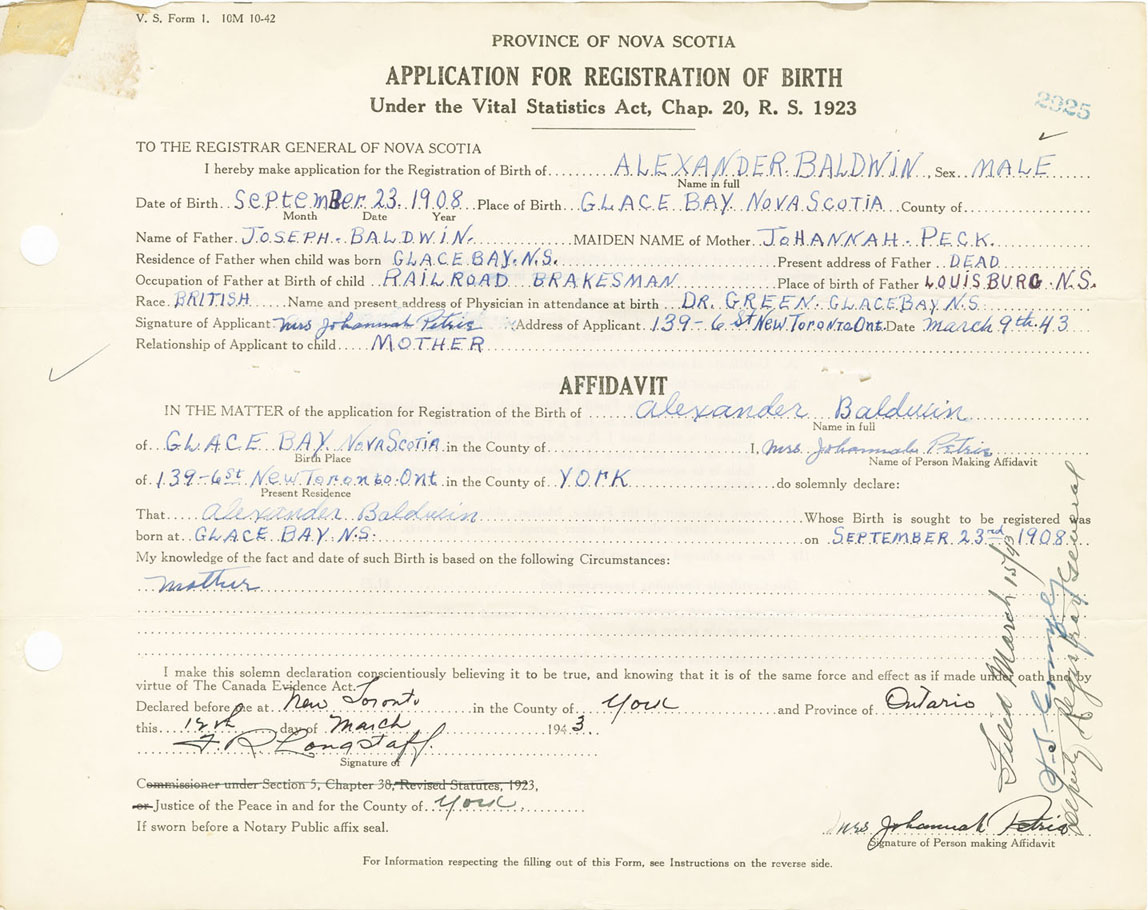 V. S. Form 1. 10M 10-42
PROVINCE OF NOVA SCOTIA
APPLICATION FOR REGISTRATION OF BIRTH
Under the Vital Statistics Act, Chap. 20, R. S. 1923
2925
TO THE REGISTRAR GENERAL OF NOVA SCOTIA
I hereby make application for the Registration of Birth of ALEXANDER. BALDWIN. Sex MALE
Name in full
Date of Birth SepTEMBer. 23. 1908 Place of Birth GLACE BAY NOVA SCOTIA County of
Month Date Year
Name of Father JOSEPH. BALDWIN. MAIDEN NAME of Mother JOHANNAH. PECK.
Residence of Father when child was born GLACE BAY. N.S. Present address of Father DEAD
Occupation of Father at Birth of child RAILROAD BRAKESMAN Place of birth of Father LOUISBURG. N.S.
Race BRITISH Name and present address of Physician in attendance at birth DR. GREEN. GLACE BAY N.S
Signature of Applicant Mrs Johannah Petrie Address of Applicant 139-6 St New Toronto Ont. Date March 9th. 43
Relationship of Applicant to child MOTHER
AFFIDAVIT
IN THE MATTER of the application for Registration of the Birth of Alexander Baldwin
Name in full
of GLACE BAY. NOVA SCOTIA in the County of I, Mrs. Johannah Petrie
Birth Place Name of Person Making Affidavit
of 139-6st New Toronto. Ont in the County of YORK do solemnly declare:
Present Residence
That Alexander Baldwin Whose Birth is sought to be registered was
born at GLACE BAY. N.S. on SEPTEMBER 23rd 1908
My knowledge of the fact and date of such Birth is based on the following Circumstances:
Mother
I make this solemn declaration conscientiously believing it to be true, and knowing that it is of the same force and effect as if made under oath and by
virtue of The Canada Evidence Act.
Declared before me at New Toronto in the County of York and Province of Ontario
this 12th day of March 1943
F R Longstaff.
Signature of
Commissioner under Section 5, Chapter 38, Revised Statutes, 1923,
or Justice of the Peace in and for the County of York
If sworn before a Notary Public affix seal.
Mrs. Johannah Petrie
Signature of Person making Affidavit
For Information respecting the filling out of this Form, see Instructions on the reverse side.
Filed March 15/43
Deputy Registrar General